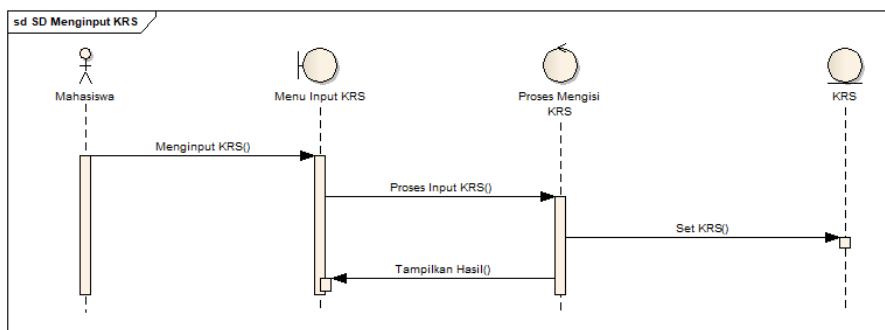 sd SD Menginput KRS
Mahasiswa
Menu Input KRS
Proses Mengisi
KRS
KRS
Menginput KRS()
Proses Input KRS()
Set KRS()
Tampilkan Hasil()